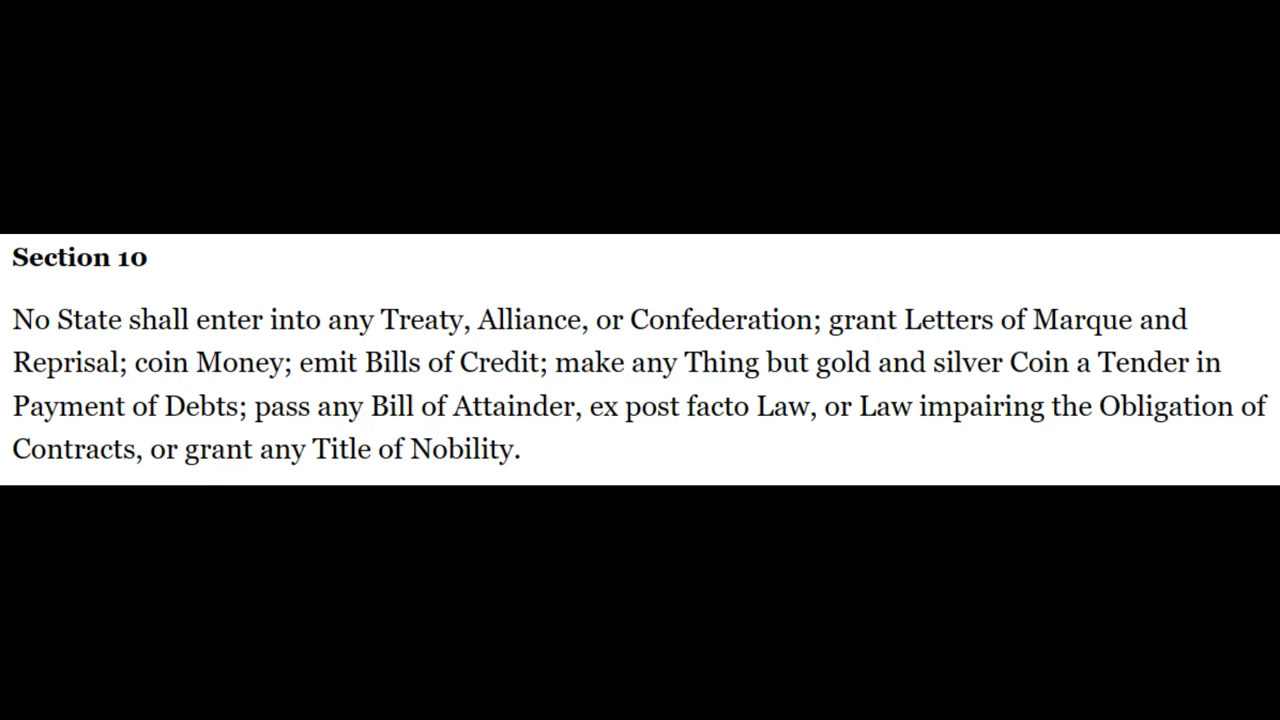 Section 10
No State shall enter into any Treaty, Alliance, or Confederation; grant Letters of Marque and
Reprisal; coin Money; emit Bills of Credit; make any Thing but gold and silver Coin a Tender in
Payment of Debts; pass any Bill of Attainder, ex post facto Law, or Law impairing the Obligation of
Contracts, or grant any Title of Nobility.